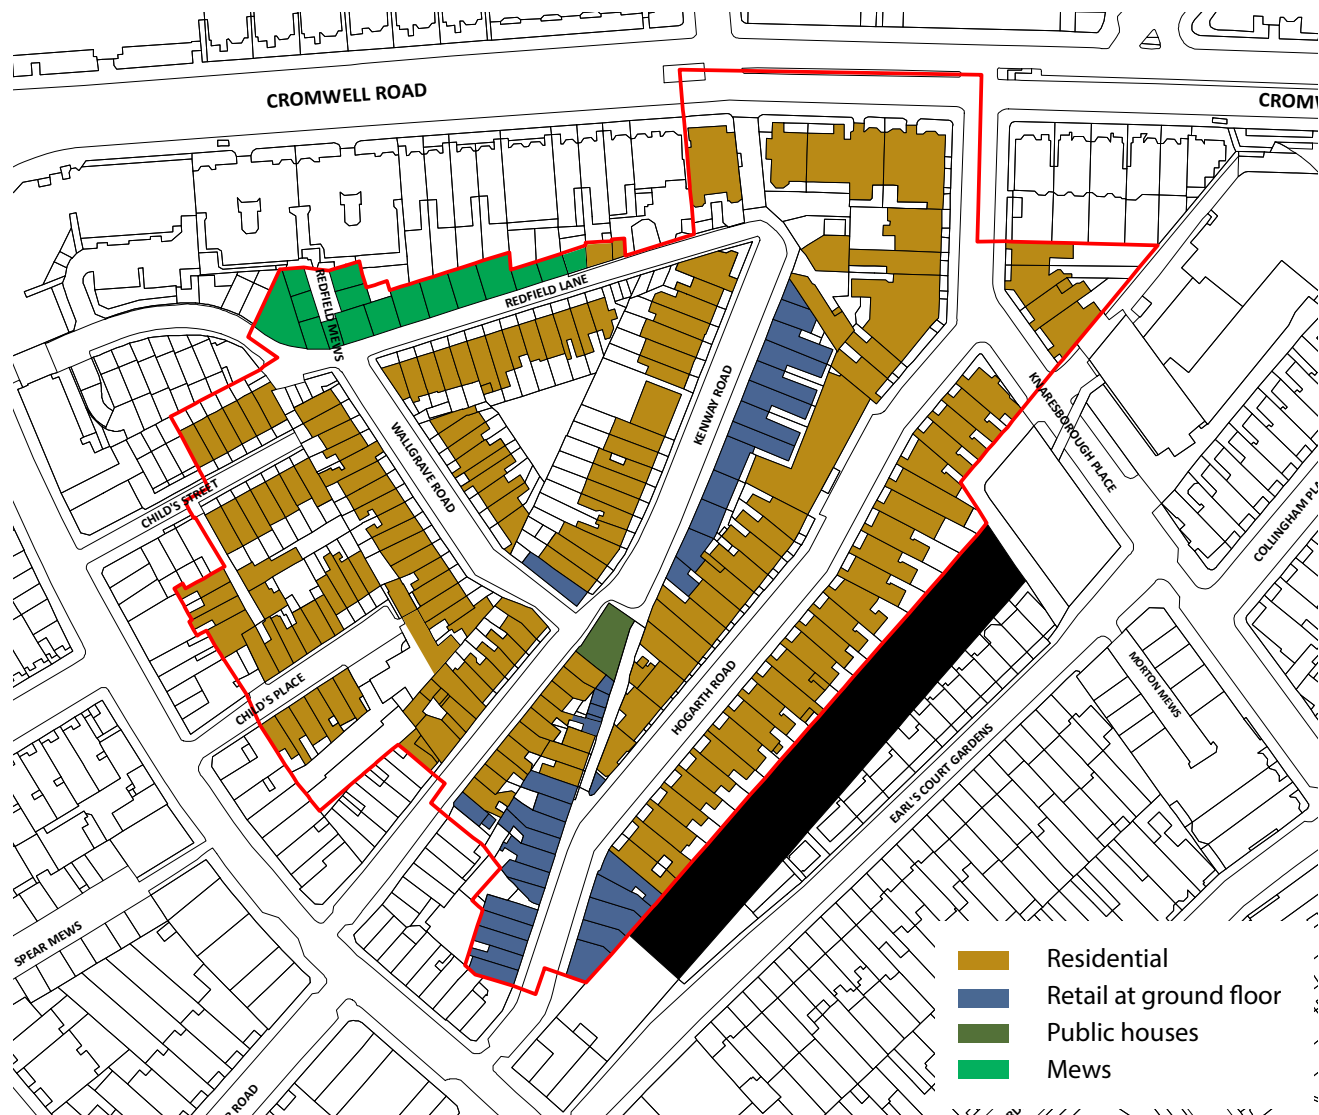 CROMWELL ROAD
CROMW
REDFIELD MEWS
REDFIELD LANE
KENWAY ROAD
KNARESBOROUGH PLACE
WALLGRAVE ROAD
CHILD'S STREET
COLLINGHAM PLA
CHILD'S PLACE
HOGARTH ROAD
MORTON MEWS
EARL'S COURT GARDENS
SPEAR MEWS
ROAD
Residential
Retail at ground floor
Public houses
Mews